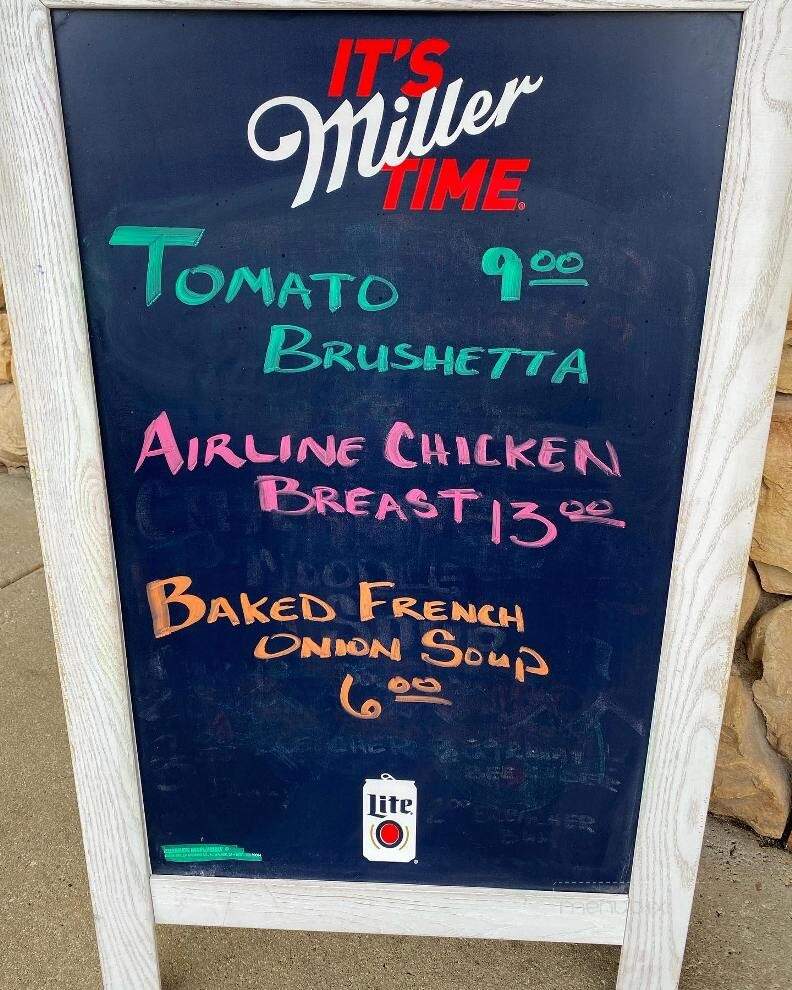 IT'S
Miller
TIME
TOMATO 9.00
BRUSHETTA
AIRLINE CHICKEN
BREAST 13.00
BAKED FRENCH
ONION SOUP
6.00
Lite